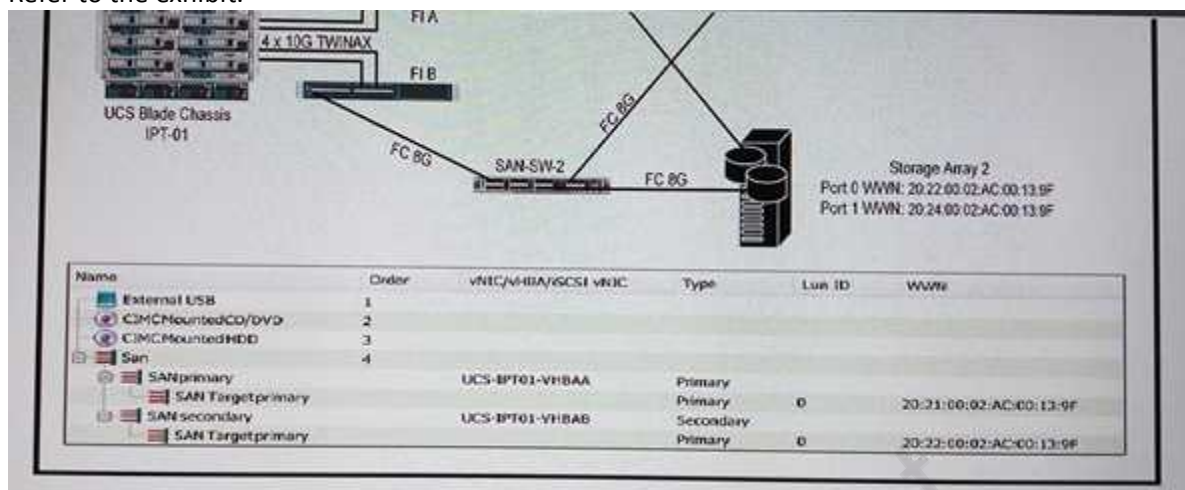 Refer to the exhibit.
FI A
4 x 10G TWINAX
FI B
UCS Blade Chassis
IPT-01
FC 8G
FC 8G
SAN-SW-2
FC 8G
Storage Array 2
Port 0 WWN: 20:22:00:02:AC:00:13:9F
Port 1 WWN: 20:24:00:02:AC:00:13:9F
Name Order vNIC/vHBA/iSCSI vNIC Type Lun ID WWN
External USB 1
CIMCMountedCD/DVD 2
CIMCMountedHDD 3
San 4
SANprimary UCS-IPT01-VHBAA Primary
SAN Targetprimary Primary 0 20:21:00:02:AC:00:13:9F
SAN secondary UCS-IPT01-VHBAB Secondary
SAN Targetprimary Primary 0 20:22:00:02:AC:00:13:9F